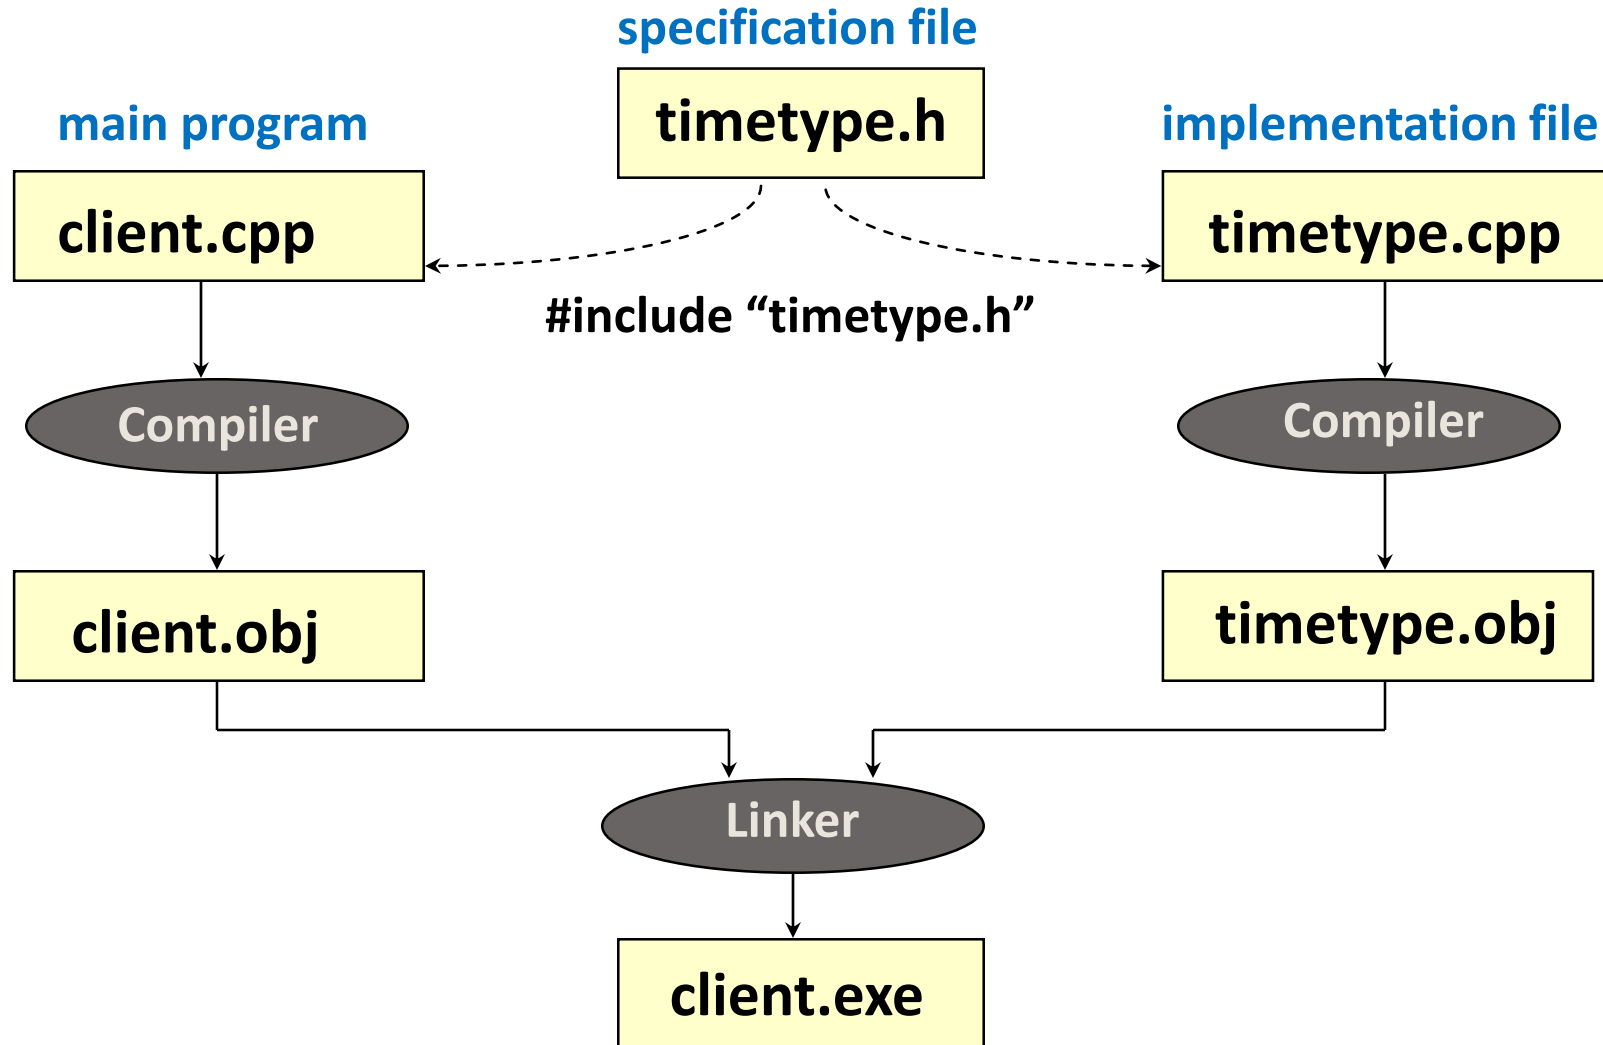 specification file
timetype.h
main program
implementation file
client.cpp
timetype.cpp
#include “timetype.h”
Compiler
Compiler
client.obj
timetype.obj
Linker
client.exe